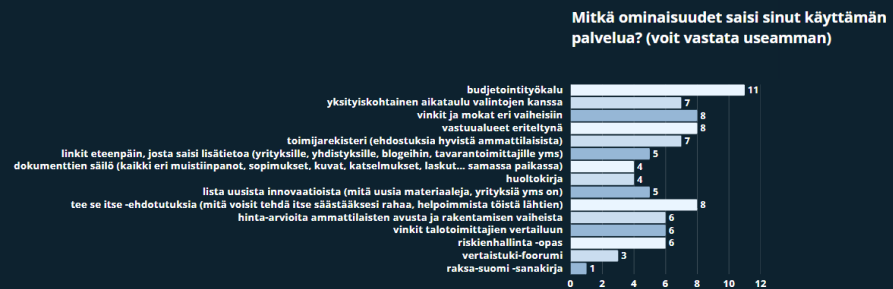 Mitkä ominaisuudet saisi sinut käyttämän
palvelua? (voit vastata useamman)
budjetointityökalu 11
yksityiskohtainen aikataulu valintojen kanssa 7
vinkit ja mokat eri vaiheisiin 8
vastuualueet eriteltynä 8
toimijarekisteri (ehdostuksia hyvistä ammattilaisista) 7
linkit eteenpäin, josta saisi lisätietoa (yrityksille, yhdistyksille, blogeihin, tavarantoimittajille yms) 5
dokumenttien säilö (kaikki eri muistiinpanot, sopimukset, kuvat, katselmukset, laskut... samassa paikassa) 4
huoltokirja 4
lista uusista innovaatioista (mitä uusia materiaaleja, yrityksiä yms on) 5
tee se itse -ehdotutuksia (mitä voisit tehdä itse säästääksesi rahaa, helpoimmista töistä lähtien) 8
hinta-arvioita ammattilaisten avusta ja rakentamisen vaiheista 6
vinkit talotoimittajien vertailuun 6
riskienhallinta -opas 6
vertaistuki-foorumi 3
raksa-suomi -sanakirja 1
0 2 4 6 8 10 12